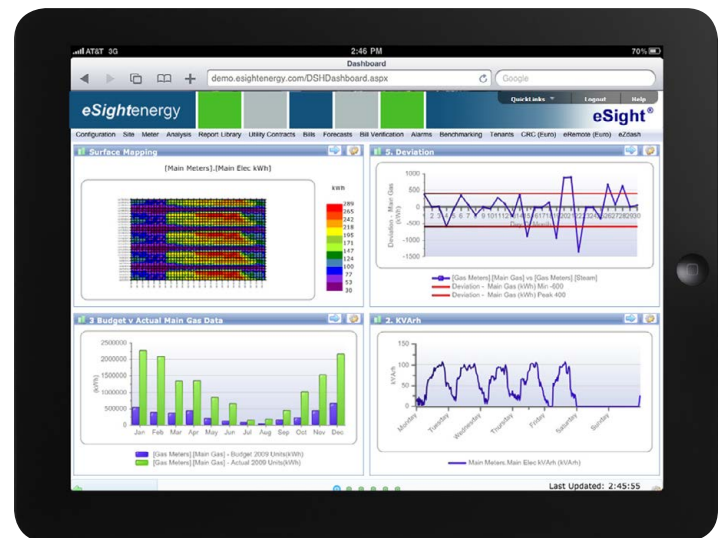 AT&T 3G 2:46 PM 70%
Dashboard
demo.esightenergy.com/DSHDashboard.aspx Google
eSightenergy
QuickLinks Logout Help
eSight®
Configuration Site Meter Analysis Report Library Utility Contracts Bills Forecasts Bill Verification Alarms Benchmarking Tenants CRC (Euro) eRemote (Euro) eZdash
Surface Mapping
[Main Meters].[Main Elec kWh]
kWh
289
265
242
218
195
171
147
124
100
77
53
30
5. Deviation
Deviation - Main Gas
(kWh)
1000
500
0
-500
-1000
-1500
[Gas Meters].[Main Gas] vs [Gas Meters].[Steam]
Deviation - Main Gas (kWh) Min -600
Deviation - Main Gas (kWh) Peak 400
3 Budget v Actual Main Gas Data
(kWh)
2500000
2000000
1500000
1000000
500000
0
Jan Feb Mar Apr May Jun Jul Aug Sep Oct Nov Dec
[Gas Meters].[Main Gas] - Budget 2009 Units(kWh)
[Gas Meters].[Main Gas] - Actual 2009 Units(kWh)
2. KVArh
kVArh
150
100
50
0
Monday Tuesday Wednesday Thursday Friday Saturday Sunday
Main Meters.Main Elec kVArh (kVArh)
Last Updated: 2:45:55